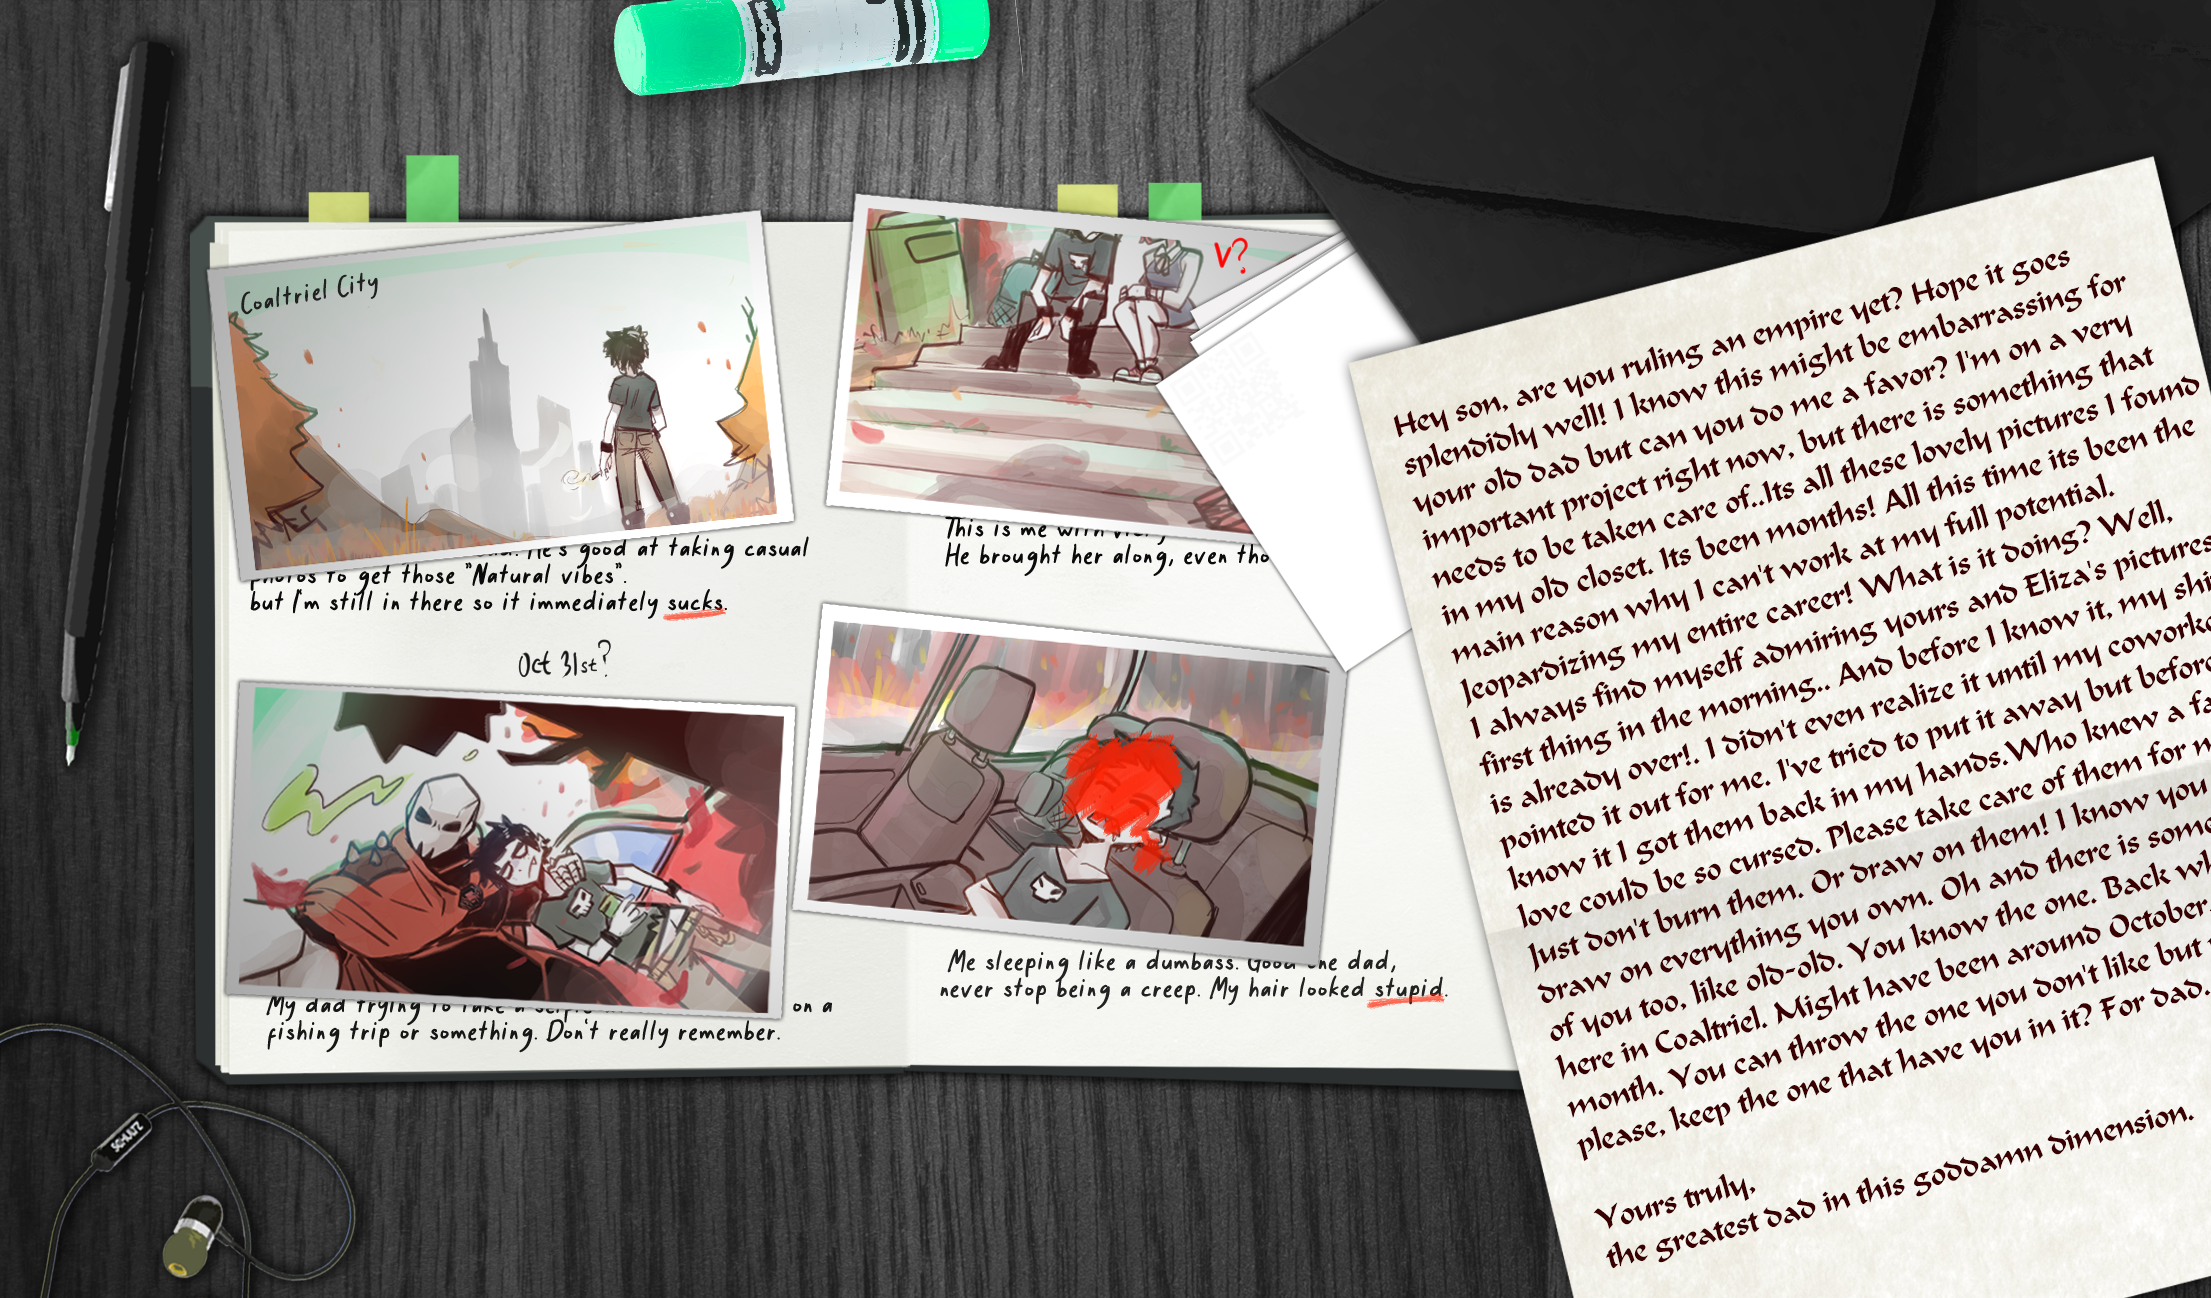 Coaltriel City
He's good at taking casual
photos to get those "Natural vibes".
but I'm still in there so it immediately sucks.
Oct 31st?
My dad trying to take a on a
fishing trip or something. Don't really remember.
V?
This is me with
He brought her along, even tho
Me sleeping like a dumbass. Good one dad,
never stop being a creep. My hair looked stupid.
SCHULTZ
Hey son, are you ruling an empire yet? Hope it goes
splendidly well! I know this might be embarrassing for
your old dad but can you do me a favor? I'm on a very
important project right now, but there is something that
needs to be taken care of..Its all these lovely pictures I found
in my old closet. Its been months! All this time its been the
main reason why I can't work at my full potential.
Jeopardizing my entire career! What is it doing? Well,
I always find myself admiring yours and Eliza's pictures
first thing in the morning.. And before I know it, my shi
is already over!. I didn't even realize it until my coworke
pointed it out for me. I've tried to put it away but before
know it I got them back in my hands.Who knew a fa
love could be so cursed. Please take care of them for
Just don't burn them. Or draw on them! I know you
draw on everything you own. Oh and there is some
of you too, like old-old. You know the one. Back wh
here in Coaltriel. Might have been around October
month. You can throw the one you don't like but
please, keep the one that have you in it? For dad.
Yours truly,
the greatest dad in this goddamn dimension.